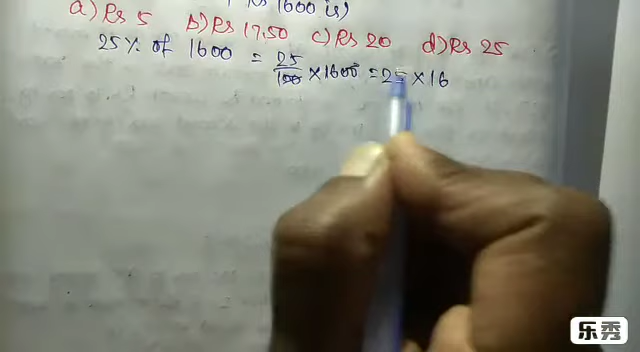 Rs 1600 is)
a) Rs 5 b) Rs 17.50 c) Rs 20 d) Rs 25
25% of 1600 = 25/100 × 1600 = 25 × 16
乐秀